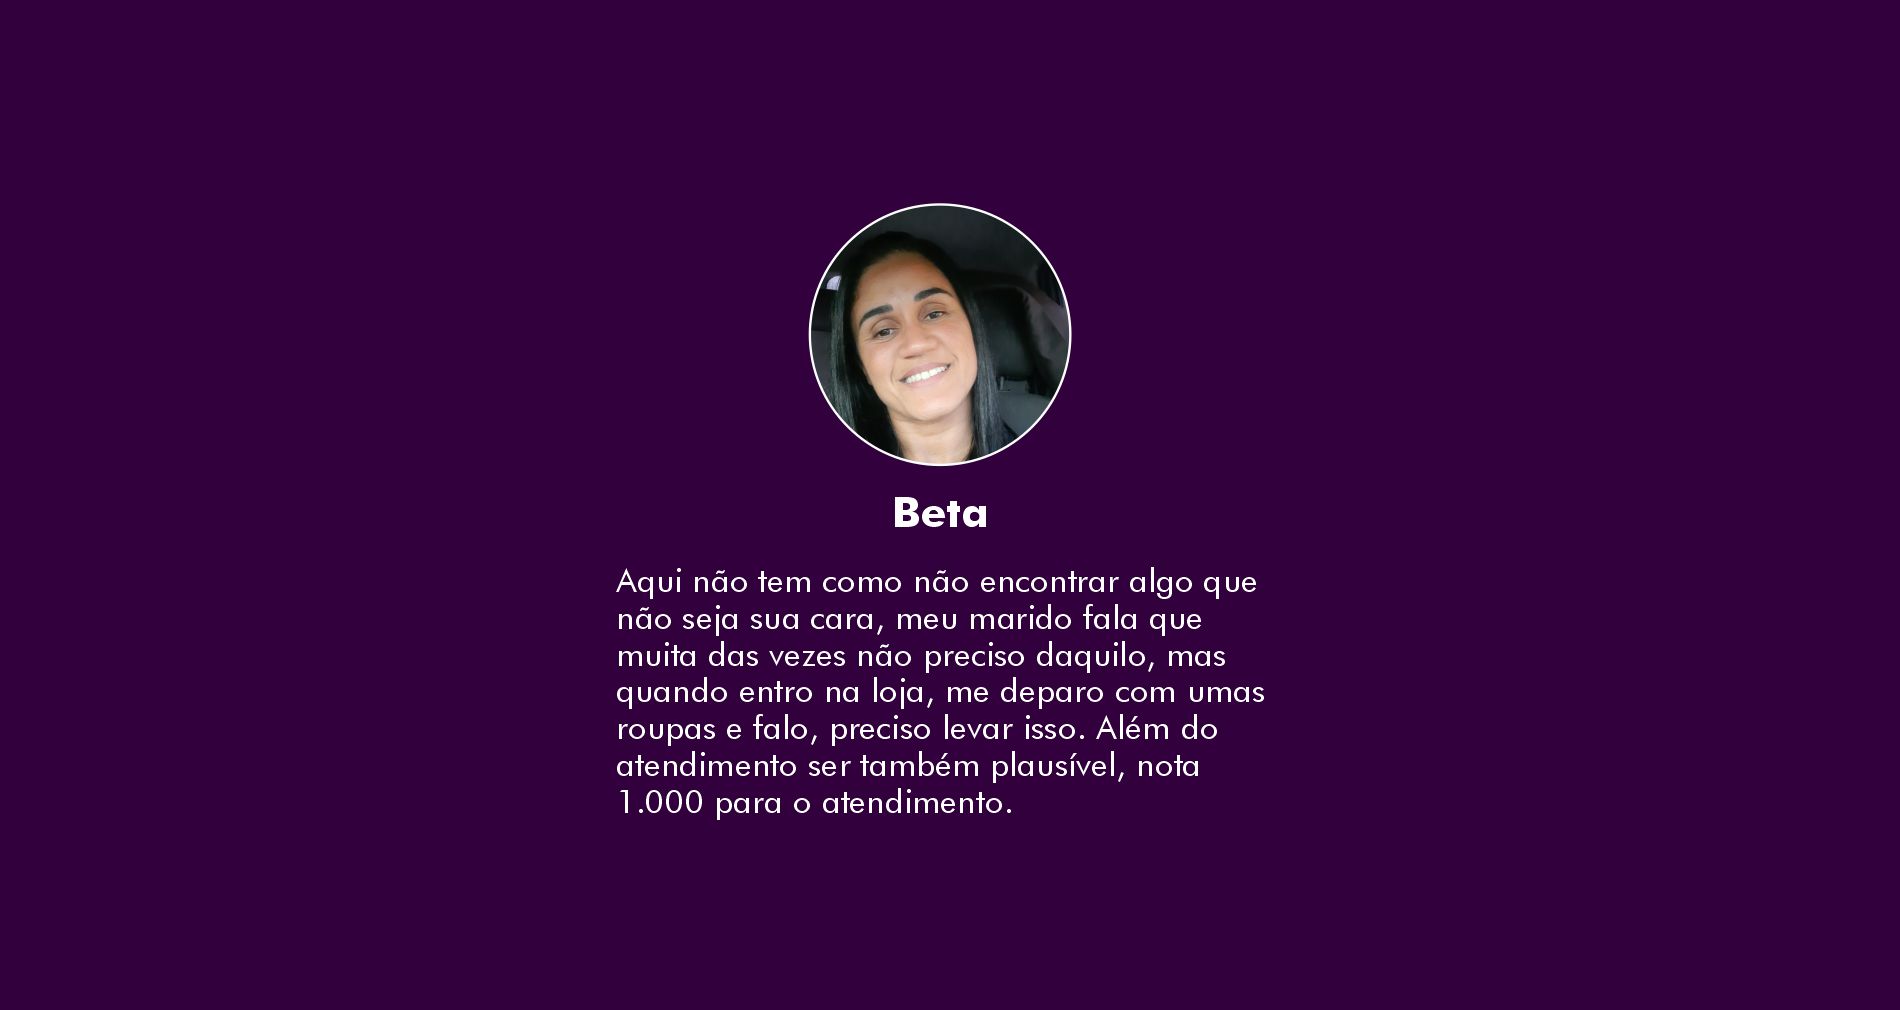 Beta
Aqui não tem como não encontrar algo que
não seja sua cara, meu marido fala que
muita das vezes não preciso daquilo, mas
quando entro na loja, me deparo com umas
roupas e falo, preciso levar isso. Além do
atendimento ser também plausível, nota
1.000 para o atendimento.